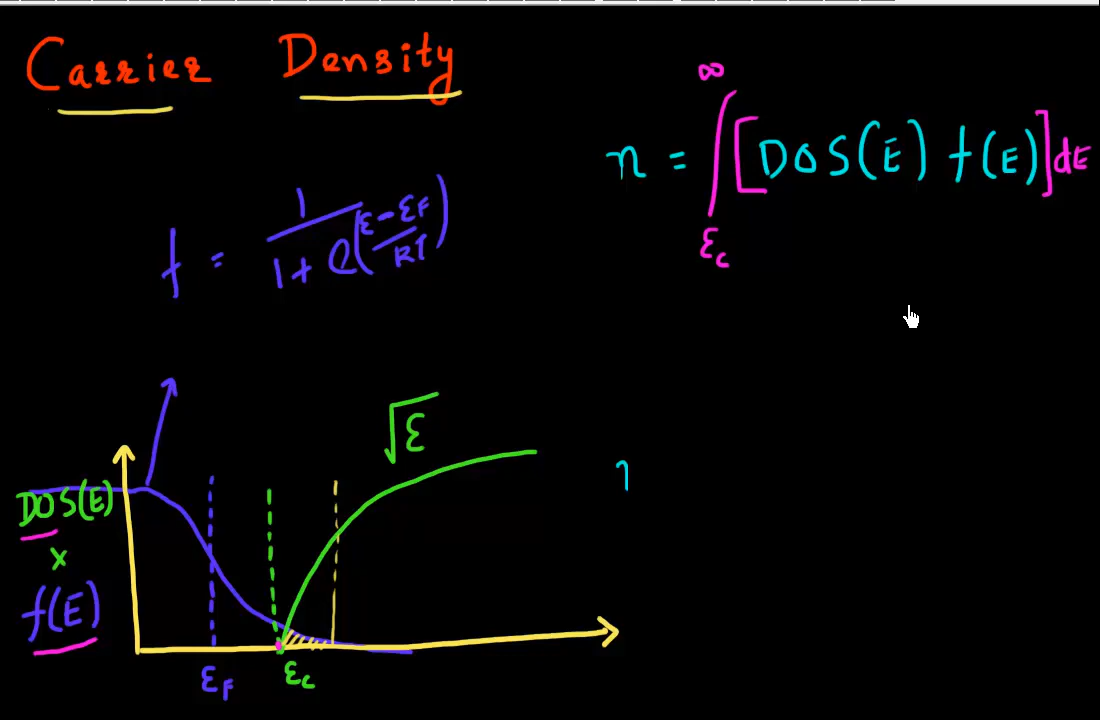 Carrier Density
n = ∫_{Ec}^{∞} [DOS(E) f(E)] dE
f = 1 / (1 + e^((E - EF) / KT))
√E
DOS(E)
x
f(E)
EF
Ec